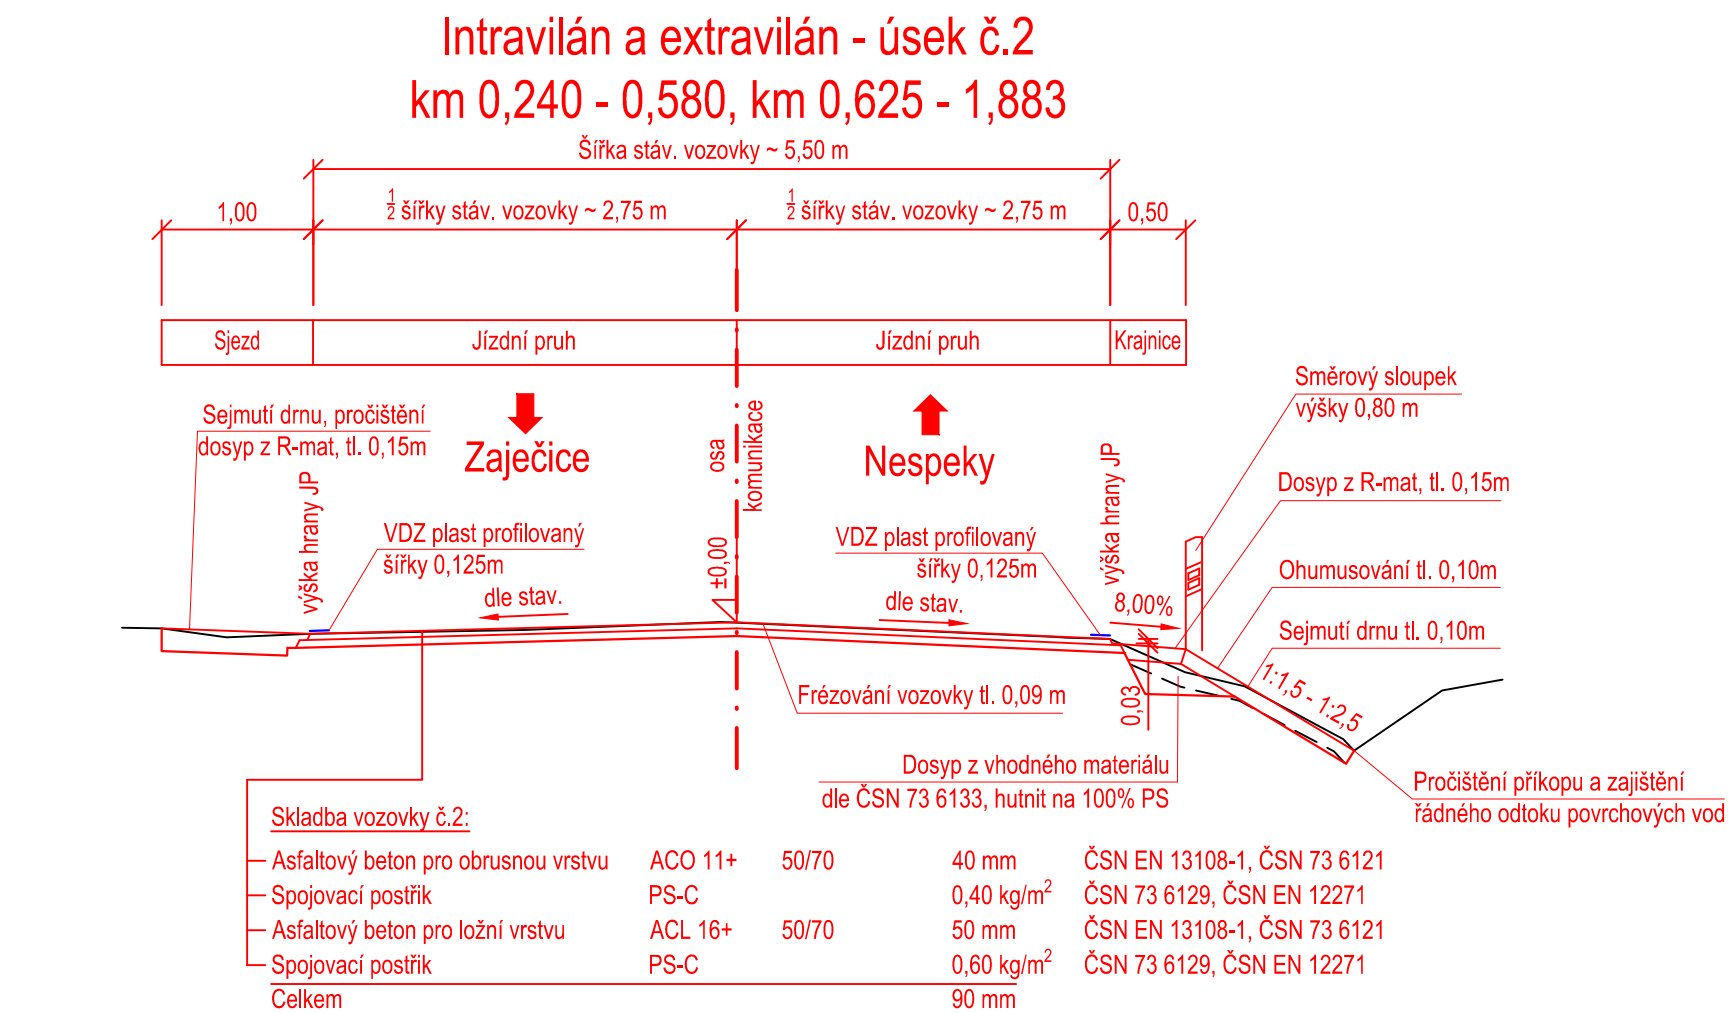 Intravilán a extravilán - úsek č.2
km 0,240 - 0,580, km 0,625 - 1,883
Šířka stáv. vozovky ~ 5,50 m
1,00
1/2 šířky stáv. vozovky ~ 2,75 m
1/2 šířky stáv. vozovky ~ 2,75 m
0,50
Sjezd
Jízdní pruh
Jízdní pruh
Krajnice
Směrový sloupek
výšky 0,80 m
Sejmutí drnu, pročištění
dosyp z R-mat, tl. 0,15m
Zaječice
osa
komunikace
Nespeky
výška hrany JP
výška hrany JP
Dosyp z R-mat, tl. 0,15m
VDZ plast profilovaný
šířky 0,125m
±0,00
VDZ plast profilovaný
šířky 0,125m
Ohumusování tl. 0,10m
dle stav.
dle stav.
8,00%
Sejmutí drnu tl. 0,10m
Frézování vozovky tl. 0,09 m
0,03
1:1,5 - 1:2,5
Dosyp z vhodného materiálu
dle ČSN 73 6133, hutnit na 100% PS
Pročištění příkopu a zajištění
řádného odtoku povrchových vod
Skladba vozovky č.2:
Asfaltový beton pro obrusnou vrstvu ACO 11+ 50/70 40 mm ČSN EN 13108-1, ČSN 73 6121
Spojovací postřik PS-C 0,40 kg/m² ČSN 73 6129, ČSN EN 12271
Asfaltový beton pro ložní vrstvu ACL 16+ 50/70 50 mm ČSN EN 13108-1, ČSN 73 6121
Spojovací postřik PS-C 0,60 kg/m² ČSN 73 6129, ČSN EN 12271
Celkem 90 mm